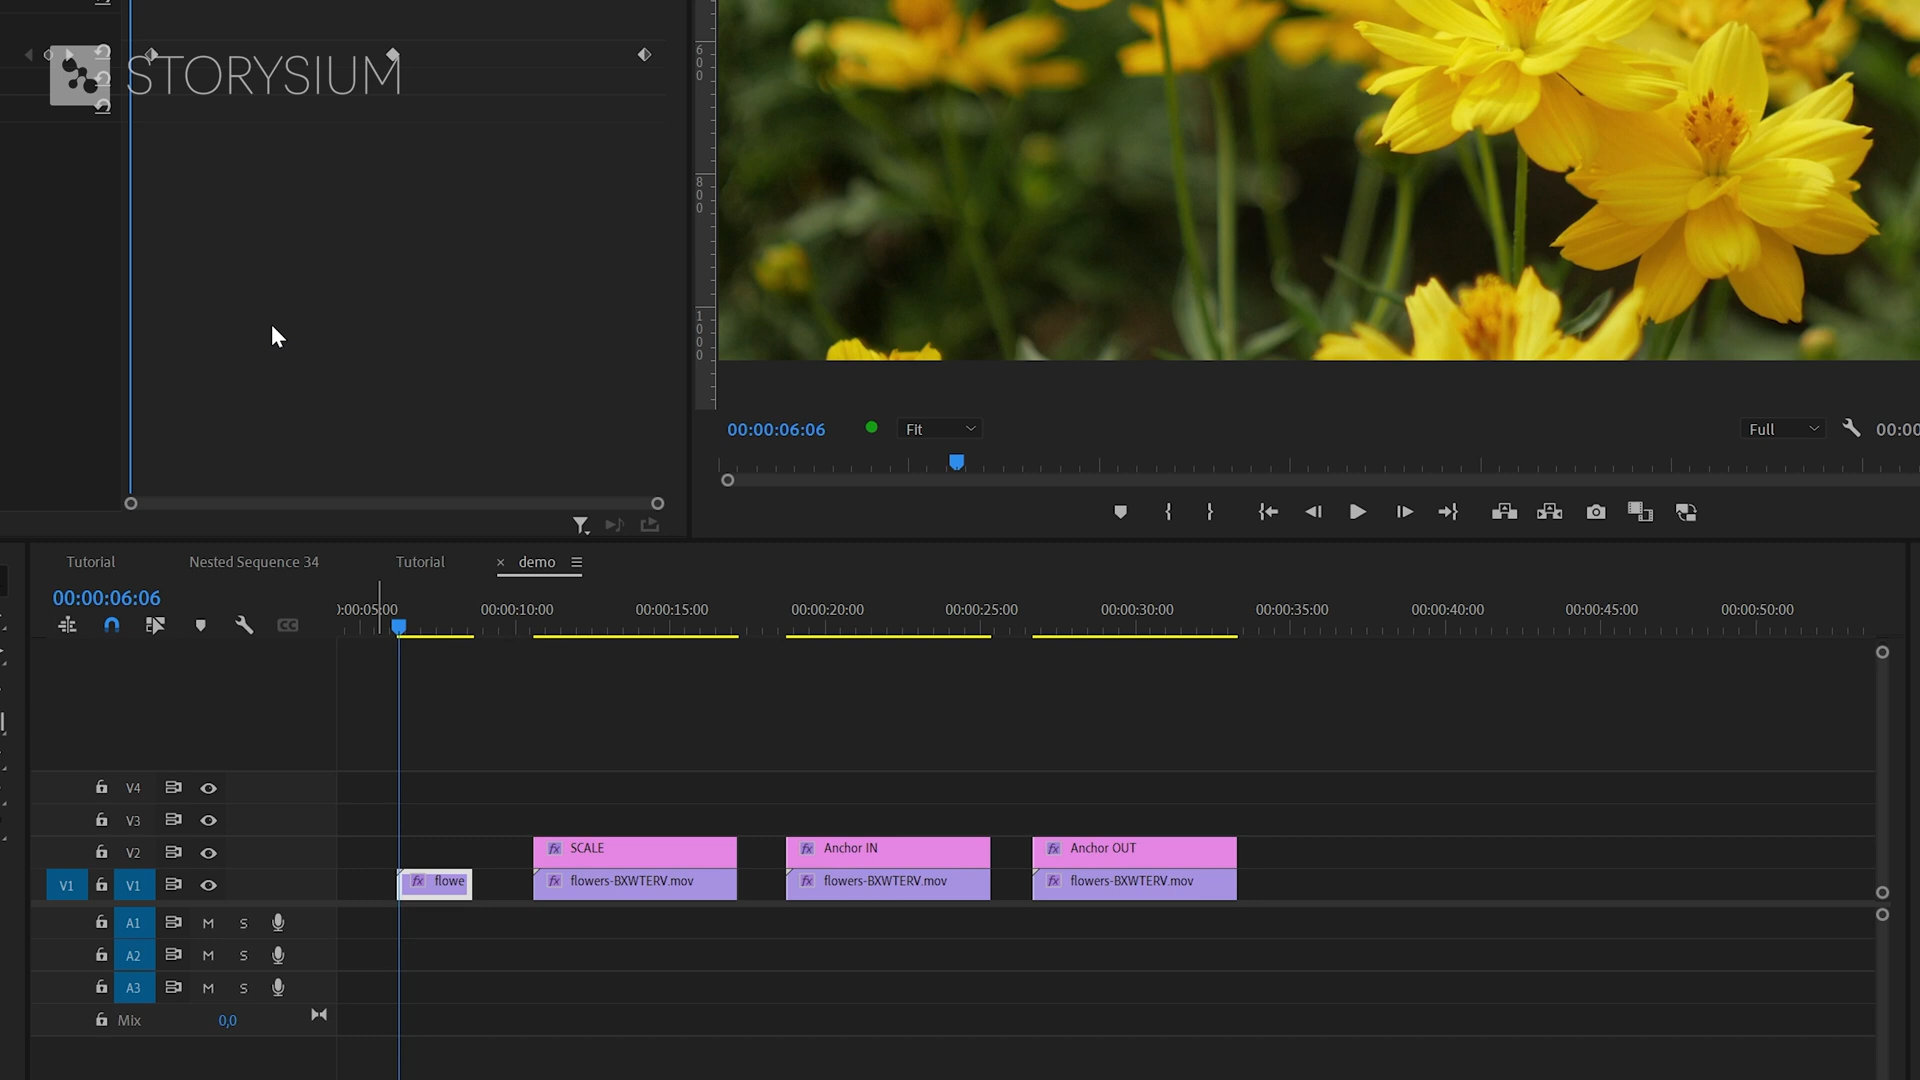 STORYSIUM
600
800
1000
00:00:06:06
Fit
Full
00:00
Tutorial
Nested Sequence 34
Tutorial
× demo
00:00:06:06
:00:05:00
00:00:10:00
00:00:15:00
00:00:20:00
00:00:25:00
00:00:30:00
00:00:35:00
00:00:40:00
00:00:45:00
00:00:50:00
CC
V4
V3
V2
fx SCALE
fx Anchor IN
fx Anchor OUT
V1
V1
fx flowe
fx flowers-BXWTERV.mov
fx flowers-BXWTERV.mov
fx flowers-BXWTERV.mov
A1 M S
A2 M S
A3 M S
Mix 0,0